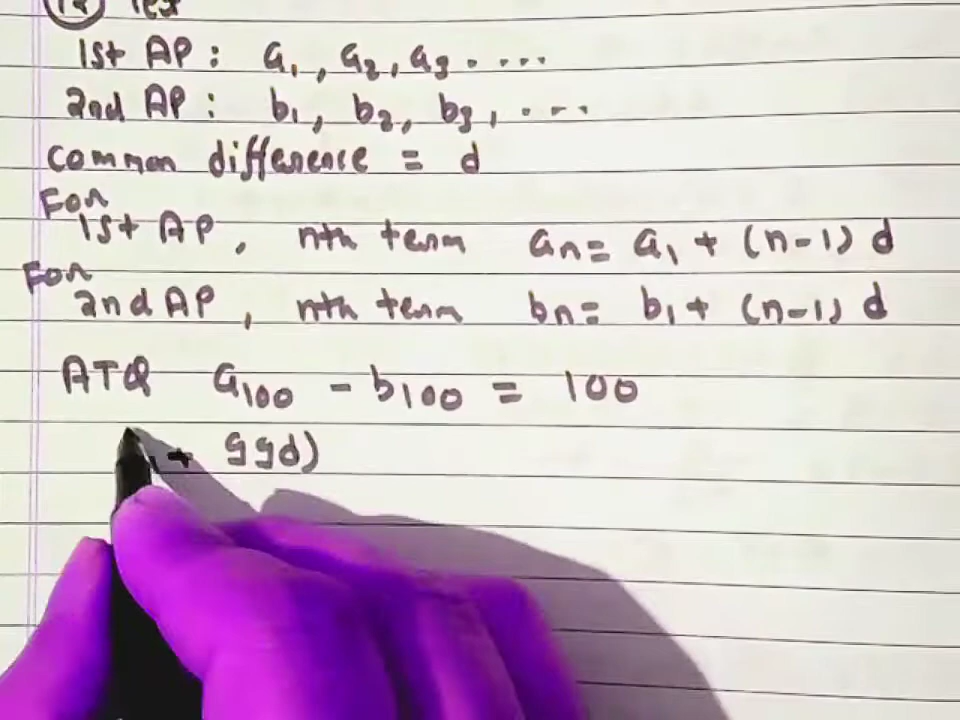 1st AP : a₁, a₂, a₃ . . . .
2nd AP : b₁, b₂, b₃, . . . .
common difference = d
For
1st AP, nth term aₙ = a₁ + (n-1) d
For
2nd AP, nth term bₙ = b₁ + (n-1) d
ATQ a₁₀₀ - b₁₀₀ = 100
+ 99d)